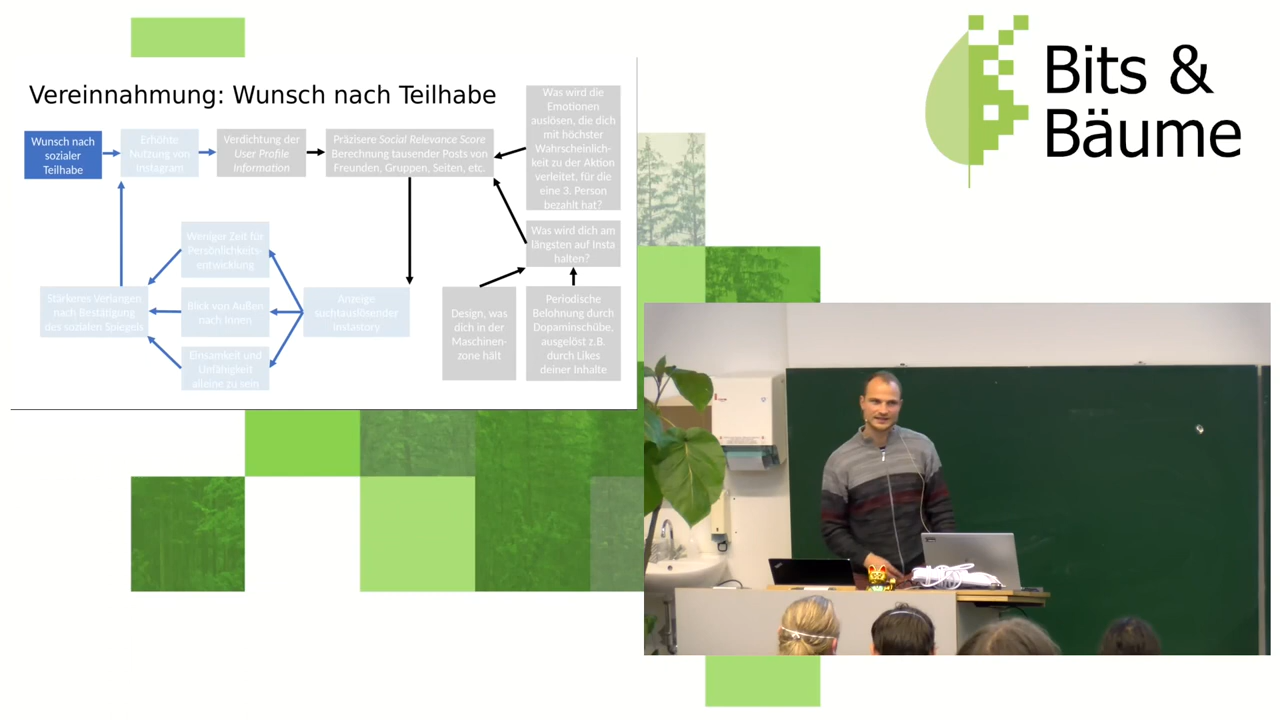 Bits &
Bäume
Vereinnahmung: Wunsch nach Teilhabe
Wunsch nach
sozialer
Teilhabe
Erhöhte
Nutzung von
Instagram
Verdichtung der
User Profile
Information
Präzisere Social Relevance Score
Berechnung tausender Posts von
Freunden, Gruppen, Seiten, etc.
Was wird die
Emotionen
auslösen, die dich
mit höchster
Wahrscheinlich-
keit zu der Aktion
verleitet, für die
eine 3. Person
bezahlt hat?
Was wird dich am
längsten auf Insta
halten?
Weniger Zeit für
Persönlichkeits-
entwicklung
Stärkeres Verlangen
nach Bestätigung
des sozialen Spiegels
Blick von Außen
nach Innen
Anzeige
suchtauslösender
Instastory
Einsamkeit und
Unfähigkeit
alleine zu sein
Design, was
dich in der
Maschinen-
zone hält
Periodische
Belohnung durch
Dopaminschübe,
ausgelöst z.B.
durch Likes
deiner Inhalte